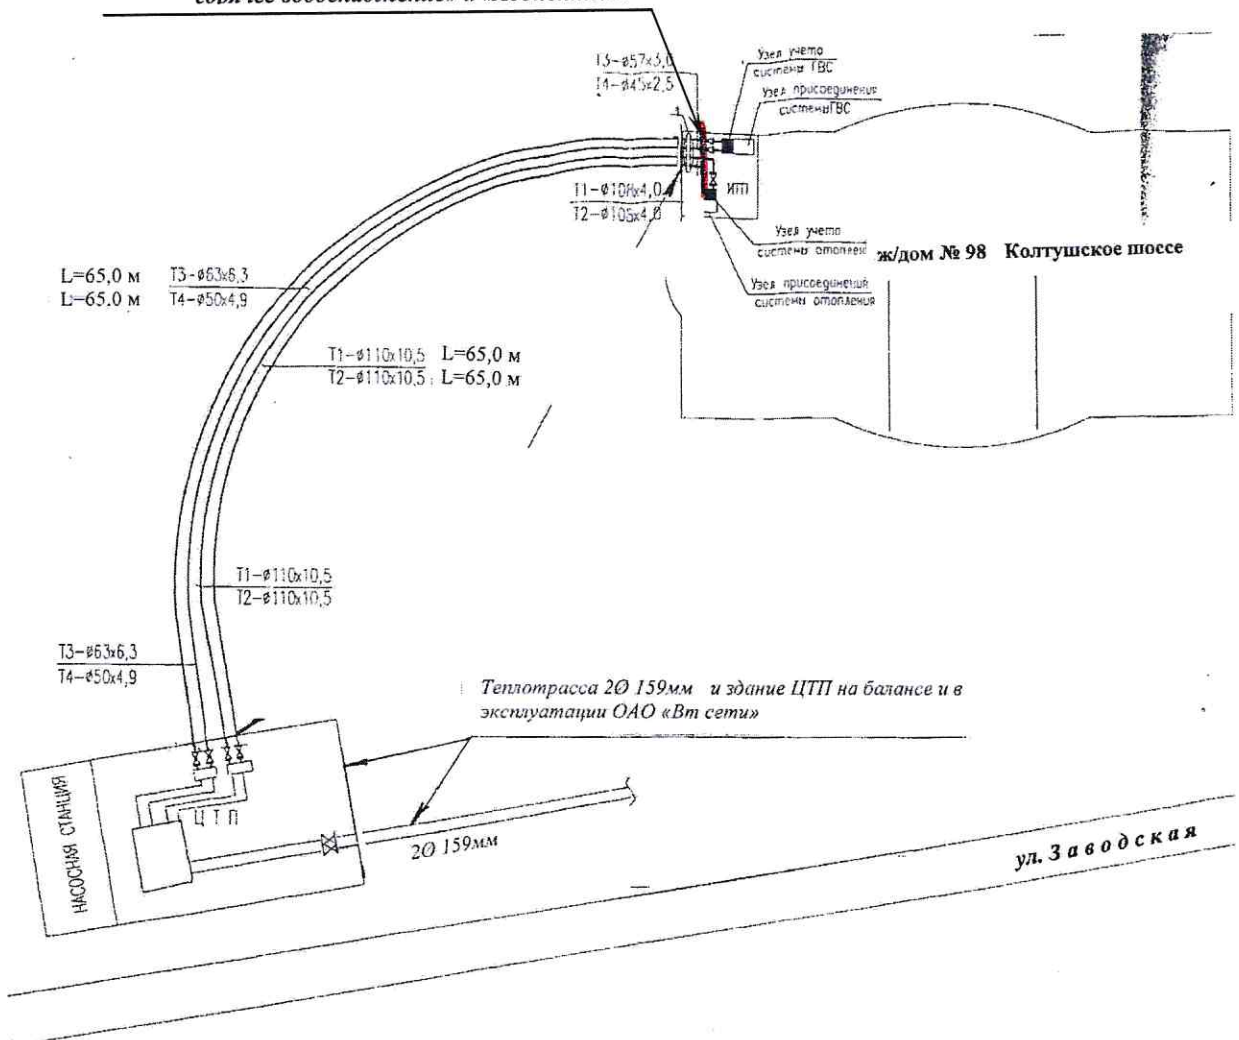 Т3-ø57х3,0
Т4-ø45х2,5
Узел учета
системы ГВС
Узел присоединения
системыГВС
1
Т1-ø108х4,0
Т2-ø108х4,0
ИТП
Узел учета
системы отоплен
ж/дом № 98 Колтушское шоссе
Узел присоединения
системы отопления
L=65,0 м Т3-ø63х6,3
L=65.0 м Т4-ø50х4,9
Т1-ø110х10,5 L=65,0 м
Т2-ø110х10,5 L=65,0 м
Т1-ø110х10,5
Т2-ø110х10,5
Т3-ø63х6,3
Т4-ø50х4,9
Теплотрасса 2Ø 159мм и здание ЦТП на балансе и в
эксплуатации ОАО «Вт сети»
НАСОСНАЯ СТАНЦИЯ
Ц Т П
2Ø 159мм
ул. Заводская